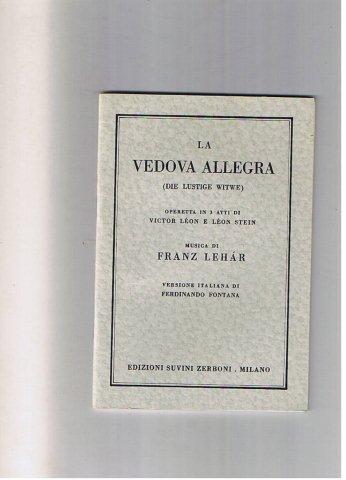 LA
VEDOVA ALLEGRA
(DIE LUSTIGE WITWE)
OPERETTA IN 3 ATTI DI
VICTOR LÉON E LÉON STEIN
MUSICA DI
FRANZ LEHÁR
VERSIONE ITALIANA DI
FERDINANDO FONTANA
EDIZIONI SUVINI ZERBONI . MILANO